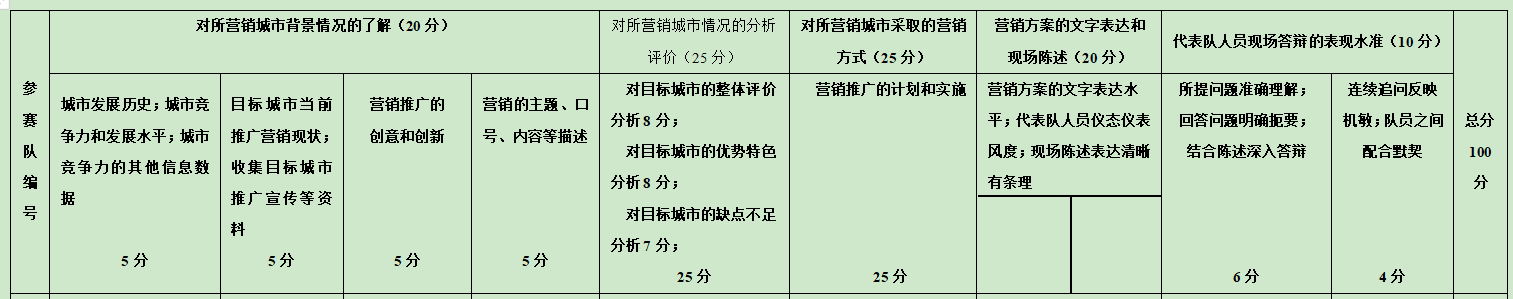 参
赛
队
编
号
对所营销城市背景情况的了解（20 分）
城市发展历史；城市竞
争力和发展水平；城市
竞争力的其他信息数
据
5 分
目标城市当前
推广营销现状；
收集目标城市
推广宣传等资
料
5 分
营销推广的
创意和创新
5 分
营销的主题、口
号、内容等描述
5 分
对所营销城市情况的分析
评价（25 分）
对目标城市的整体评价
分析 8 分；
对目标城市的优势特色
分析 8 分；
对目标城市的缺点不足
分析 7 分；
25 分
对所营销城市采取的营销
方式（25 分）
营销推广的计划和实施
25 分
营销方案的文字表达和
现场陈述（20 分）
营销方案的文字表达水
平；代表队人员仪态仪表
风度；现场陈述表达清晰
有条理
代表队人员现场答辩的表现水准（10 分）
所提问题准确理解；
回答问题明确扼要；
结合陈述深入答辩
6 分
连续追问反映
机敏；队员之间
配合默契
4 分
总分
100
分